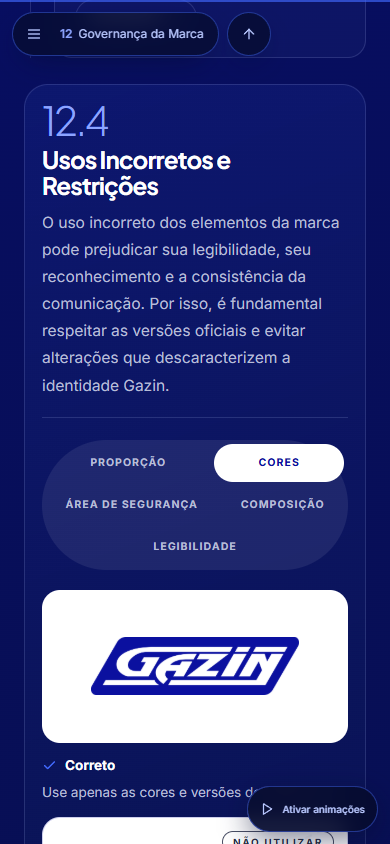 12 Governança da Marca
12.4
Usos Incorretos e
Restrições
O uso incorreto dos elementos da marca
pode prejudicar sua legibilidade, seu
reconhecimento e a consistência da
comunicação. Por isso, é fundamental
respeitar as versões oficiais e evitar
alterações que descaracterizem a
identidade Gazin.
PROPORÇÃO CORES
ÁREA DE SEGURANÇA COMPOSIÇÃO
LEGIBILIDADE
GAZIN
Correto
Use apenas as cores e versões
Ativar animações
NÃO UTILIZAR